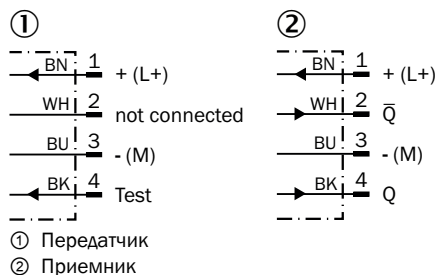 ①
BN 1 + (L+)
WH 2 not connected
BU 3 - (M)
BK 4 Test
②
BN 1 + (L+)
WH 2 Q̅
BU 3 - (M)
BK 4 Q
① Передатчик
② Приемник